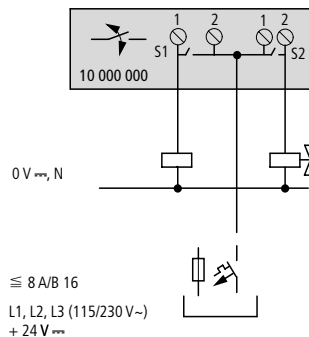 1 2 1 2
S1 S2
10 000 000
0 V ⎓, N
≦ 8 A/B 16
L1, L2, L3 (115/230 V~)
+ 24 V ⎓